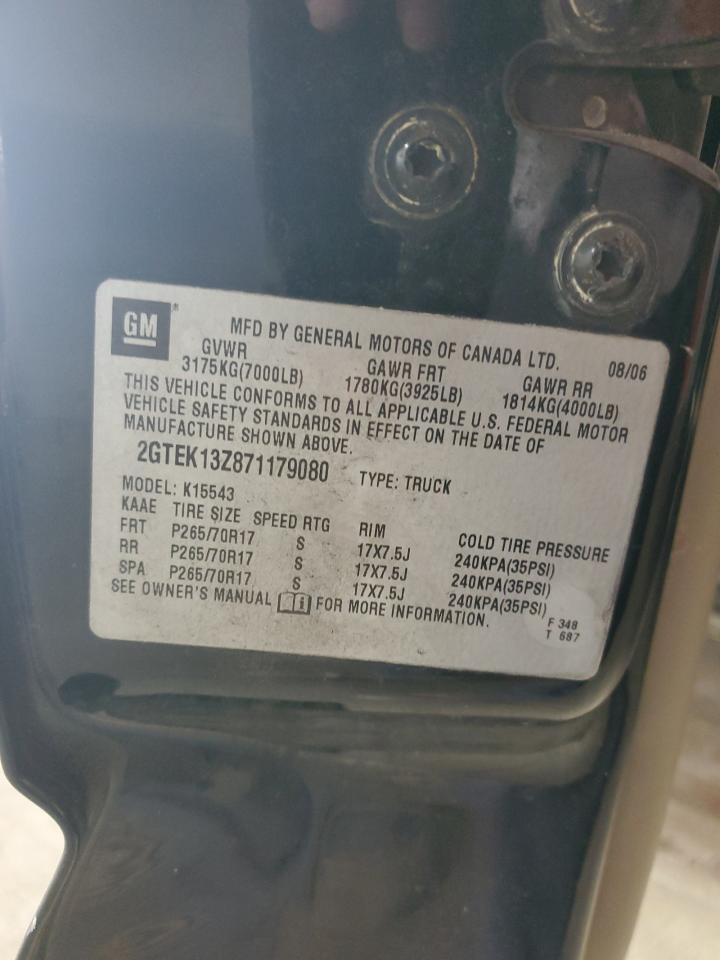 GM ®
MFD BY GENERAL MOTORS OF CANADA LTD. 08/06
GVWR GAWR FRT GAWR RR
3175KG(7000LB) 1780KG(3925LB) 1814KG(4000LB)
THIS VEHICLE CONFORMS TO ALL APPLICABLE U.S. FEDERAL MOTOR
VEHICLE SAFETY STANDARDS IN EFFECT ON THE DATE OF
MANUFACTURE SHOWN ABOVE.
2GTEK13Z871179080 TYPE: TRUCK
MODEL: K15543
KAAE TIRE SIZE SPEED RTG RIM COLD TIRE PRESSURE
FRT P265/70R17 S 17X7.5J 240KPA(35PSI)
RR P265/70R17 S 17X7.5J 240KPA(35PSI)
SPA P265/70R17 S 17X7.5J 240KPA(35PSI)
SEE OWNER'S MANUAL i FOR MORE INFORMATION.
F 348
T 687